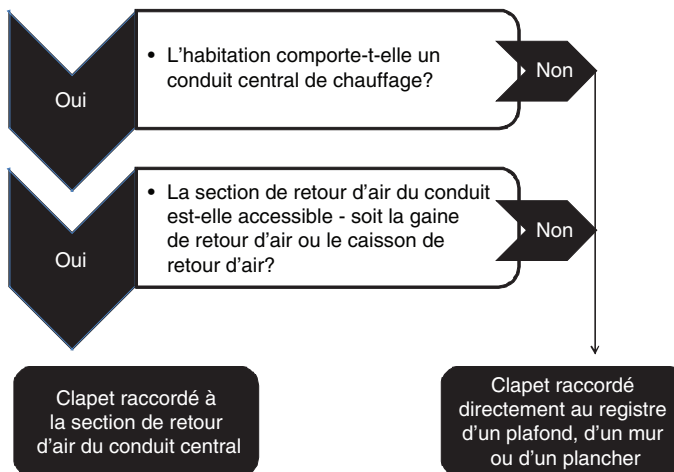 Oui
• L'habitation comporte-t-elle un
conduit central de chauffage?
Non
Oui
• La section de retour d'air du conduit
est-elle accessible - soit la gaine
de retour d'air ou le caisson de
retour d'air?
Non
Clapet raccordé à
la section de retour
d'air du conduit central
Clapet raccordé
directement au registre
d'un plafond, d'un mur
ou d'un plancher